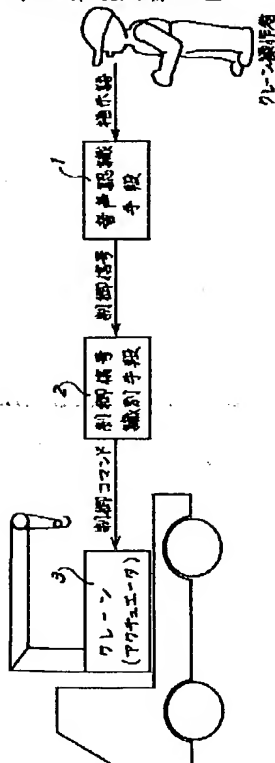 クレーン操作者
指示語
1
音声認識
手段
制御信号
2
制御信号
識別手段
制御コマンド
3
クレーン
(アクチュエータ)